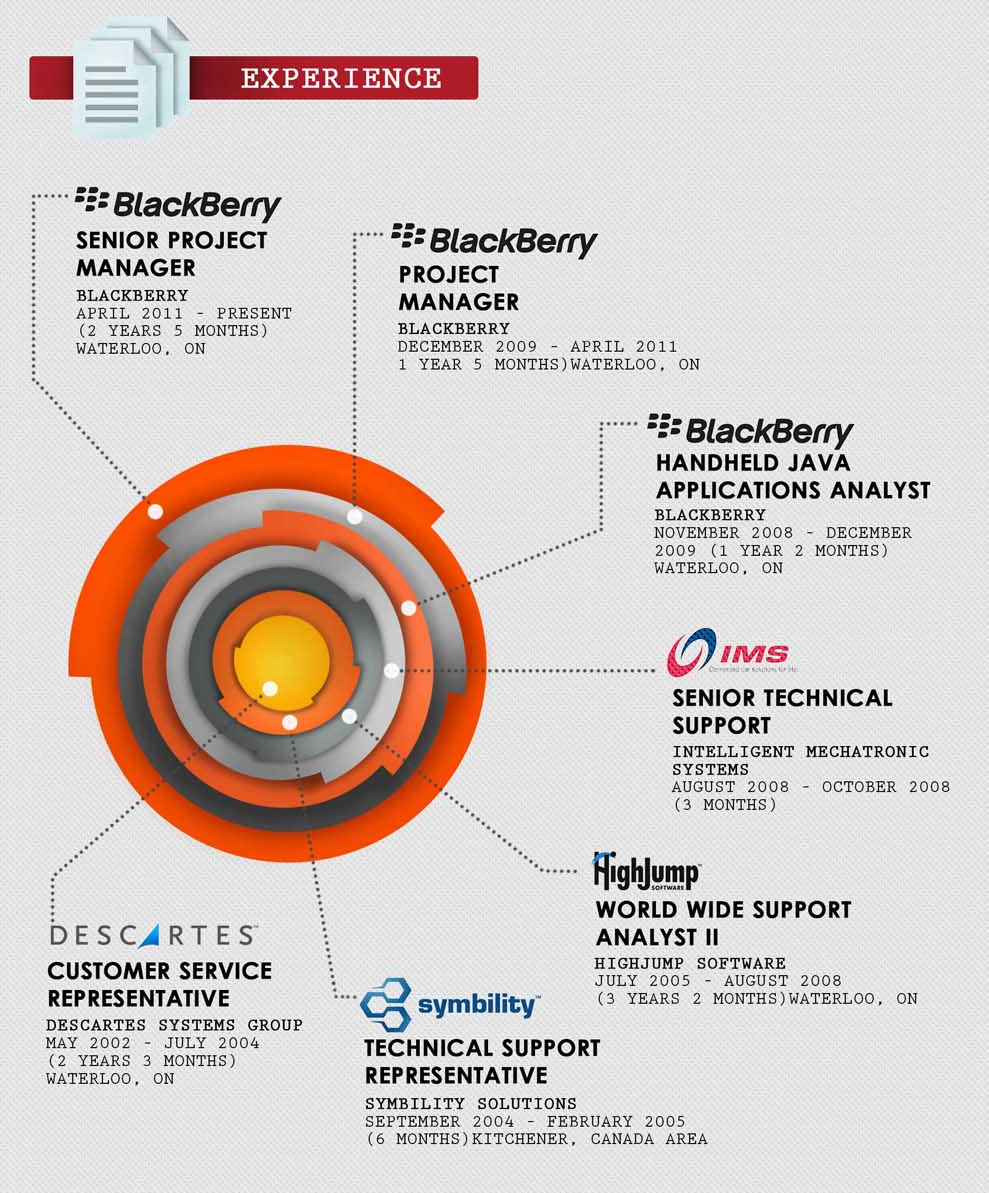 EXPERIENCE
BlackBerry
SENIOR PROJECT
MANAGER
BLACKBERRY
APRIL 2011 - PRESENT
(2 YEARS 5 MONTHS)
WATERLOO, ON
BlackBerry
PROJECT
MANAGER
BLACKBERRY
DECEMBER 2009 - APRIL 2011
1 YEAR 5 MONTHS)WATERLOO, ON
BlackBerry
HANDHELD JAVA
APPLICATIONS ANALYST
BLACKBERRY
NOVEMBER 2008 - DECEMBER
2009 (1 YEAR 2 MONTHS)
WATERLOO, ON
IMS
Connected car solutions for life.
SENIOR TECHNICAL
SUPPORT
INTELLIGENT MECHATRONIC
SYSTEMS
AUGUST 2008 - OCTOBER 2008
(3 MONTHS)
HighJump™
SOFTWARE
WORLD WIDE SUPPORT
ANALYST II
HIGHJUMP SOFTWARE
JULY 2005 - AUGUST 2008
(3 YEARS 2 MONTHS)WATERLOO, ON
DESCARTES™
CUSTOMER SERVICE
REPRESENTATIVE
DESCARTES SYSTEMS GROUP
MAY 2002 - JULY 2004
(2 YEARS 3 MONTHS)
WATERLOO, ON
symbility™
TECHNICAL SUPPORT
REPRESENTATIVE
SYMBILITY SOLUTIONS
SEPTEMBER 2004 - FEBRUARY 2005
(6 MONTHS)KITCHENER, CANADA AREA